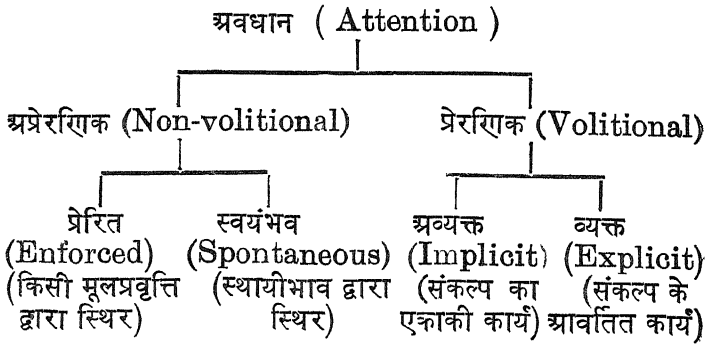 अवधान ( Attention )
अप्रेरणिक (Non-volitional) प्रेरणिक (Volitional)
प्रेरित स्वयंभव अव्यक्त व्यक्त
(Enforced) (Spontaneous) (Implicit) (Explicit)
(किसी मूलप्रवृत्ति (स्थायीभाव द्वारा (संकल्प का (संकल्प के
द्वारा स्थिर) स्थिर) एकाकी कार्य) आवर्तित कार्य)